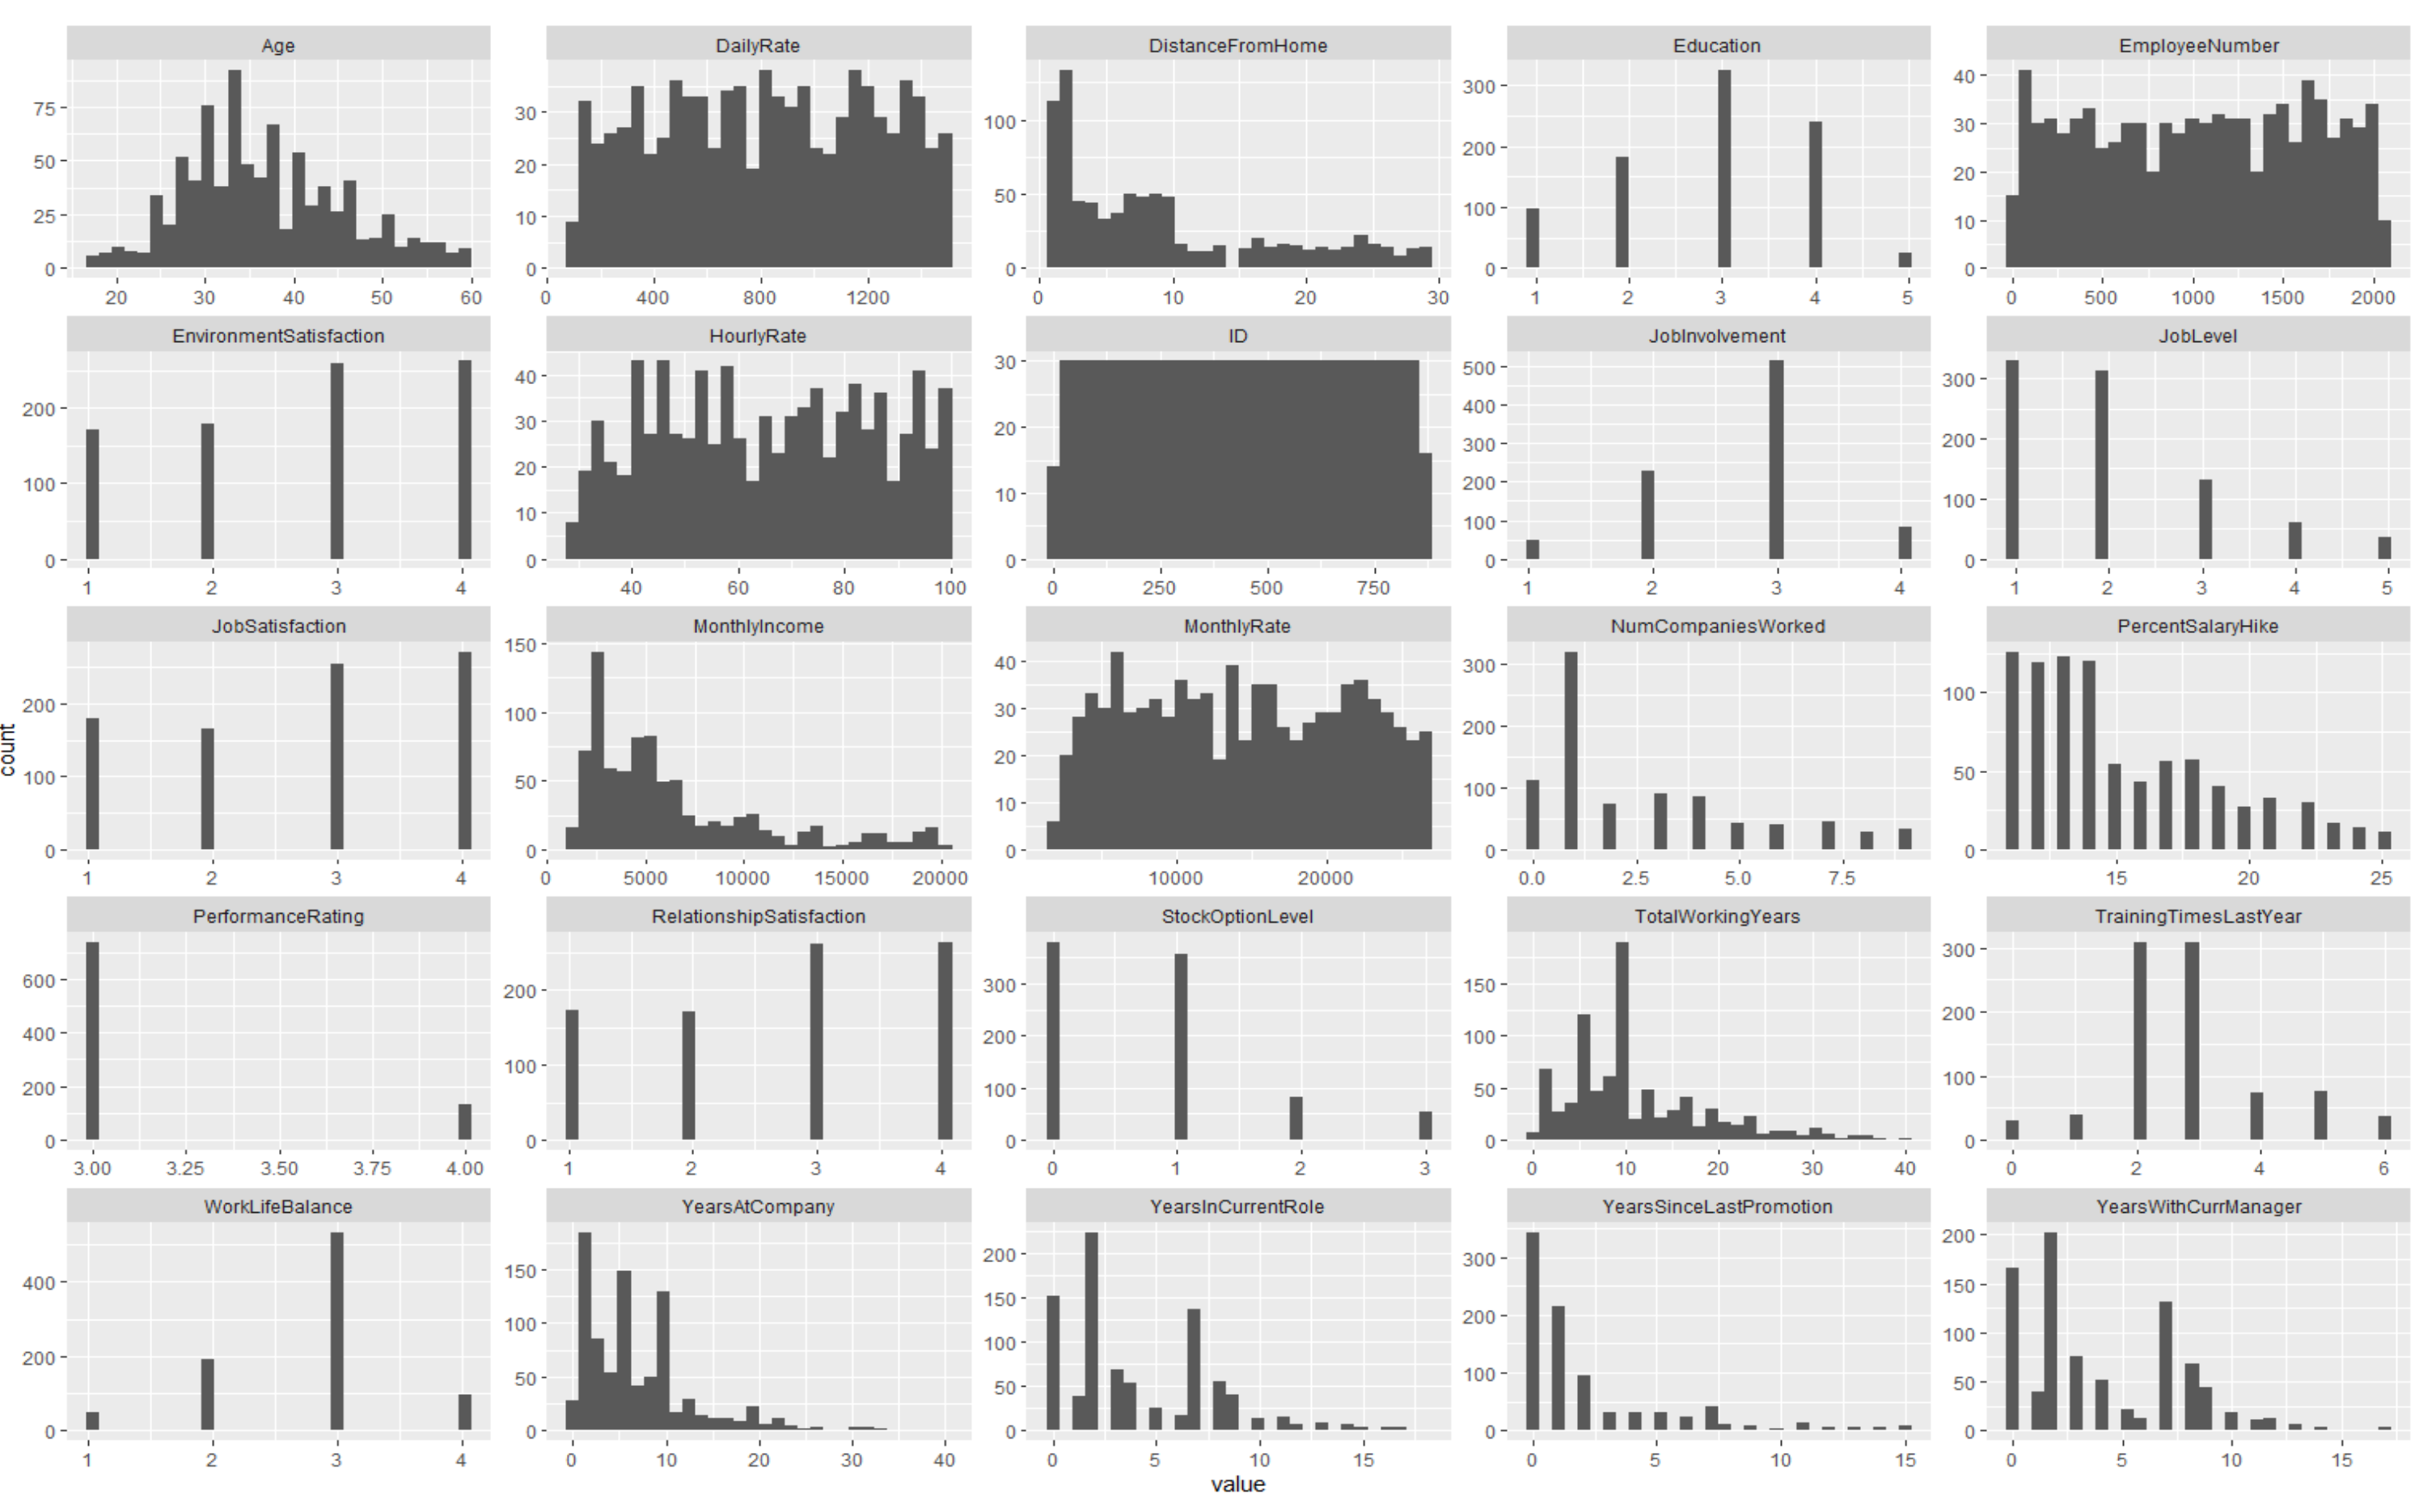 Age DailyRate DistanceFromHome Education EmployeeNumber
75 50 25 0
30 20 10 0
100 50 0
300 200 100 0
40 30 20 10 0
20 30 40 50 60
0 400 800 1200
0 10 20 30
1 2 3 4 5
0 500 1000 1500 2000
EnvironmentSatisfaction HourlyRate ID JobInvolvement JobLevel
200 100 0
40 30 20 10 0
30 20 10 0
500 400 300 200 100 0
300 200 100 0
1 2 3 4
40 60 80 100
0 250 500 750
1 2 3 4
1 2 3 4 5
JobSatisfaction MonthlyIncome MonthlyRate NumCompaniesWorked PercentSalaryHike
200 100 0
150 100 50 0
40 30 20 10 0
300 200 100 0
100 50 0
1 2 3 4
0 5000 10000 15000 20000
10000 20000
0.0 2.5 5.0 7.5
15 20 25
count
PerformanceRating RelationshipSatisfaction StockOptionLevel TotalWorkingYears TrainingTimesLastYear
600 400 200 0
200 100 0
300 200 100 0
150 100 50 0
300 200 100 0
3.00 3.25 3.50 3.75 4.00
1 2 3 4
0 1 2 3
0 10 20 30 40
0 2 4 6
WorkLifeBalance YearsAtCompany YearsInCurrentRole YearsSinceLastPromotion YearsWithCurrManager
400 200 0
150 100 50 0
200 150 100 50 0
300 200 100 0
200 150 100 50 0
1 2 3 4
0 10 20 30 40
0 5 10 15
0 5 10 15
0 5 10 15
value